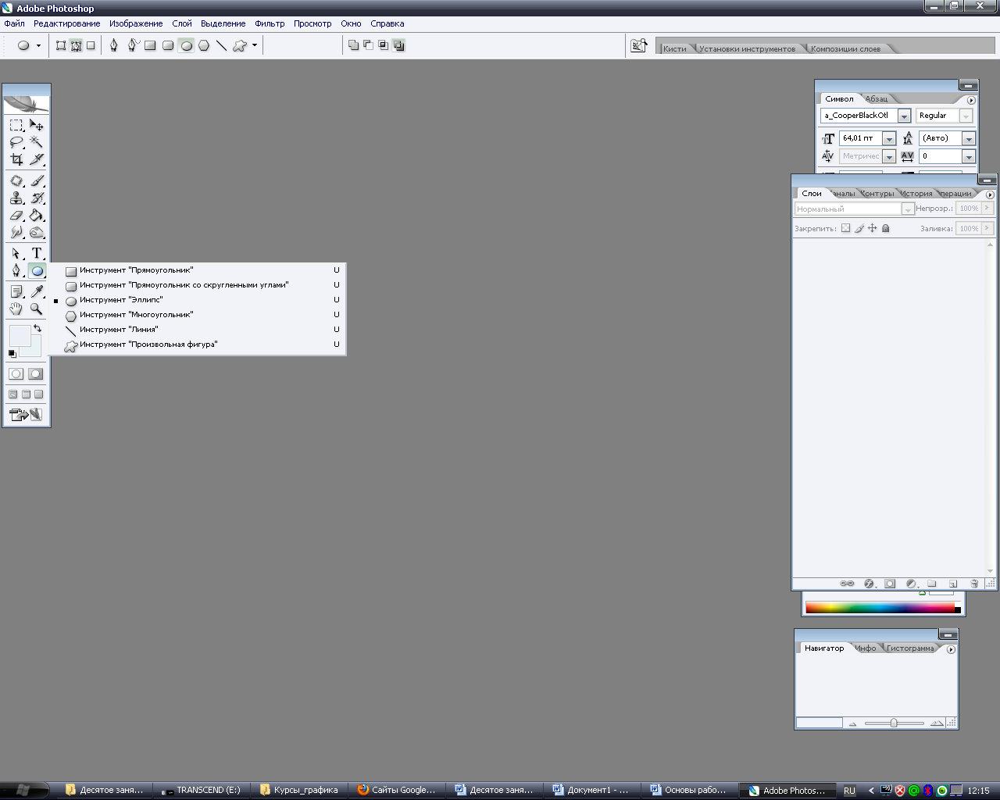 Adobe Photoshop
Файл Редактирование Изображение Слой Выделение Фильтр Просмотр Окно Справка
Кисти Установки инструментов Композиции слоев
Символ Абзац
a_CooperBlackOtl Regular
64,01 пт (Авто)
Метричес 0
Слои Каналы Контуры История перации
Нормальный Непрозр.: 100%
Закрепить: Заливка: 100%
T
Инструмент "Прямоугольник" U
Инструмент "Прямоугольник со скругленными углами" U
Инструмент "Эллипс" U
Инструмент "Многоугольник" U
Инструмент "Линия" U
Инструмент "Произвольная фигура" U
Навигатор Инфо Гистограмма
Десятое заня... TRANSCEND (E:) Курсы_графика Сайты Google... Десятое заня... Документ1 - ... Основы рабо... Adobe Photos... RU 12:15